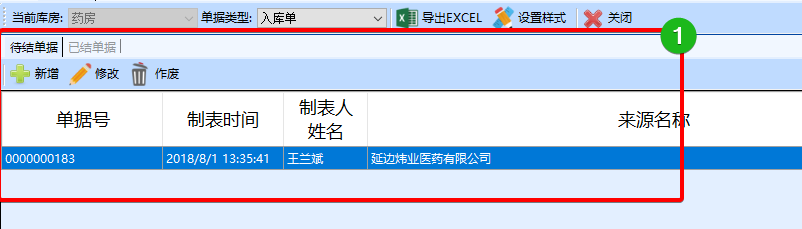 当前库房: 药房 单据类型: 入库单 导出EXCEL 设置样式 关闭
1
待结单据 已结单据
新增 修改 作废
单据号 制表时间 制表人姓名 来源名称
0000000183 2018/8/1 13:35:41 王兰斌 延边炜业医药有限公司